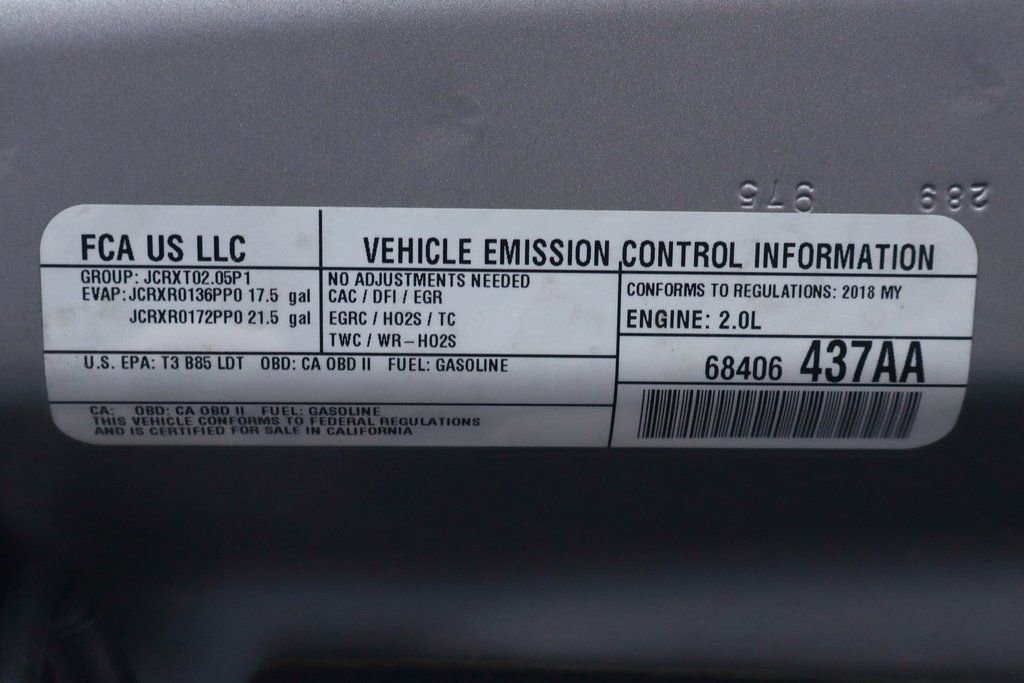 975 289
FCA US LLC
VEHICLE EMISSION CONTROL INFORMATION
GROUP: JCRXT02.05P1
EVAP: JCRXR0136PP0 17.5 gal
JCRXR0172PP0 21.5 gal
NO ADJUSTMENTS NEEDED
CAC / DFI / EGR
EGRC / HO2S / TC
TWC / WR-HO2S
CONFORMS TO REGULATIONS: 2018 MY
ENGINE: 2.0L
68406 437AA
U.S. EPA: T3 B85 LDT OBD: CA OBD II FUEL: GASOLINE
CA: OBD: CA OBD II FUEL: GASOLINE
THIS VEHICLE CONFORMS TO FEDERAL REGULATIONS
AND IS CERTIFIED FOR SALE IN CALIFORNIA